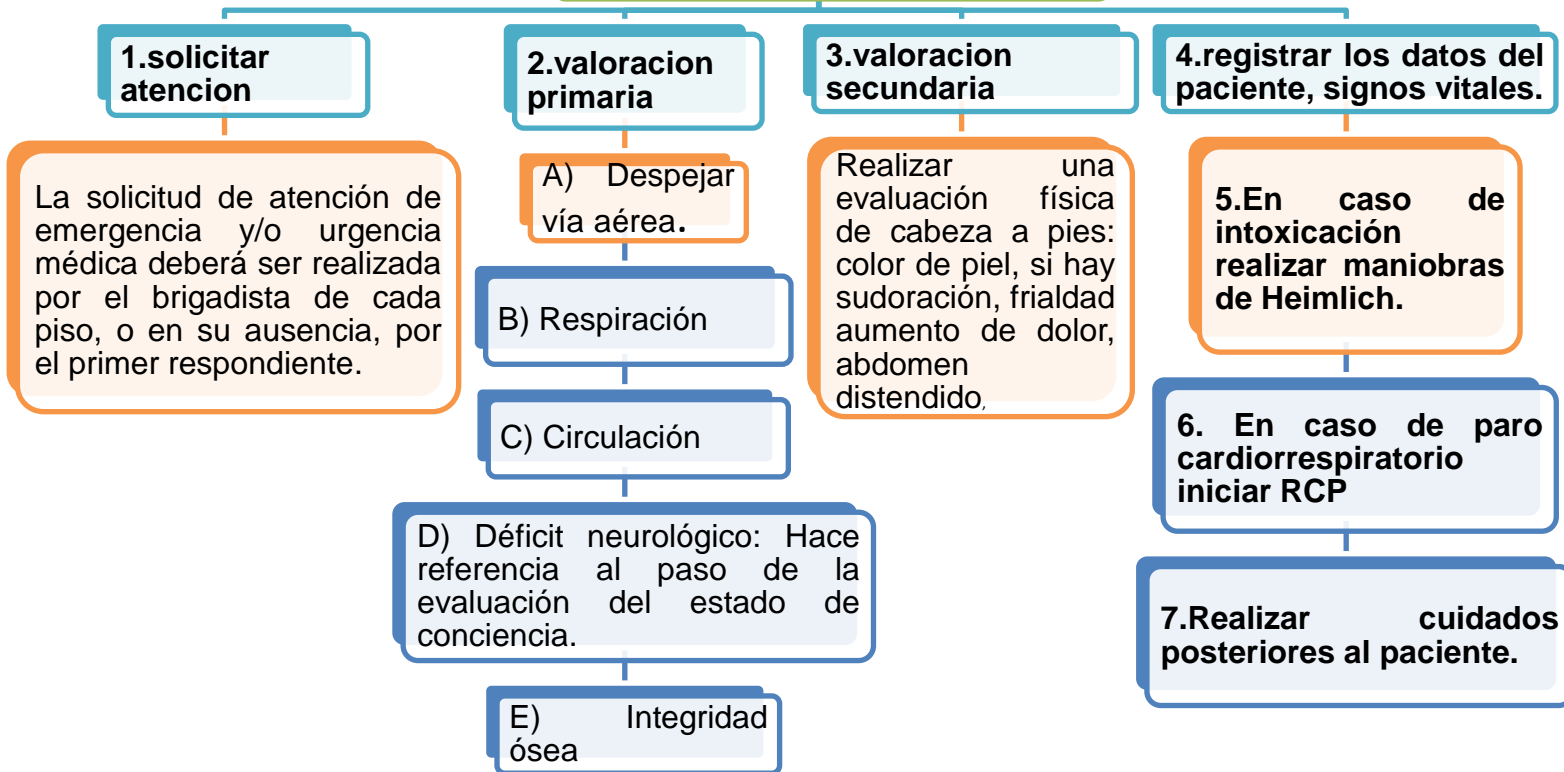 1.solicitar
atencion
La solicitud de atención de
emergencia y/o urgencia
médica deberá ser realizada
por el brigadista de cada
piso, o en su ausencia, por
el primer respondiente.
2.valoracion
primaria
A) Despejar
vía aérea.
B) Respiración
C) Circulación
D) Déficit neurológico: Hace
referencia al paso de la
evaluación del estado de
conciencia.
E) Integridad
ósea
3.valoracion
secundaria
Realizar una
evaluación física
de cabeza a pies:
color de piel, si hay
sudoración, frialdad
aumento de dolor,
abdomen
distendido,
4.registrar los datos del
paciente, signos vitales.
5.En caso de
intoxicación
realizar maniobras
de Heimlich.
6. En caso de paro
cardiorrespiratorio
iniciar RCP
7.Realizar cuidados
posteriores al paciente.